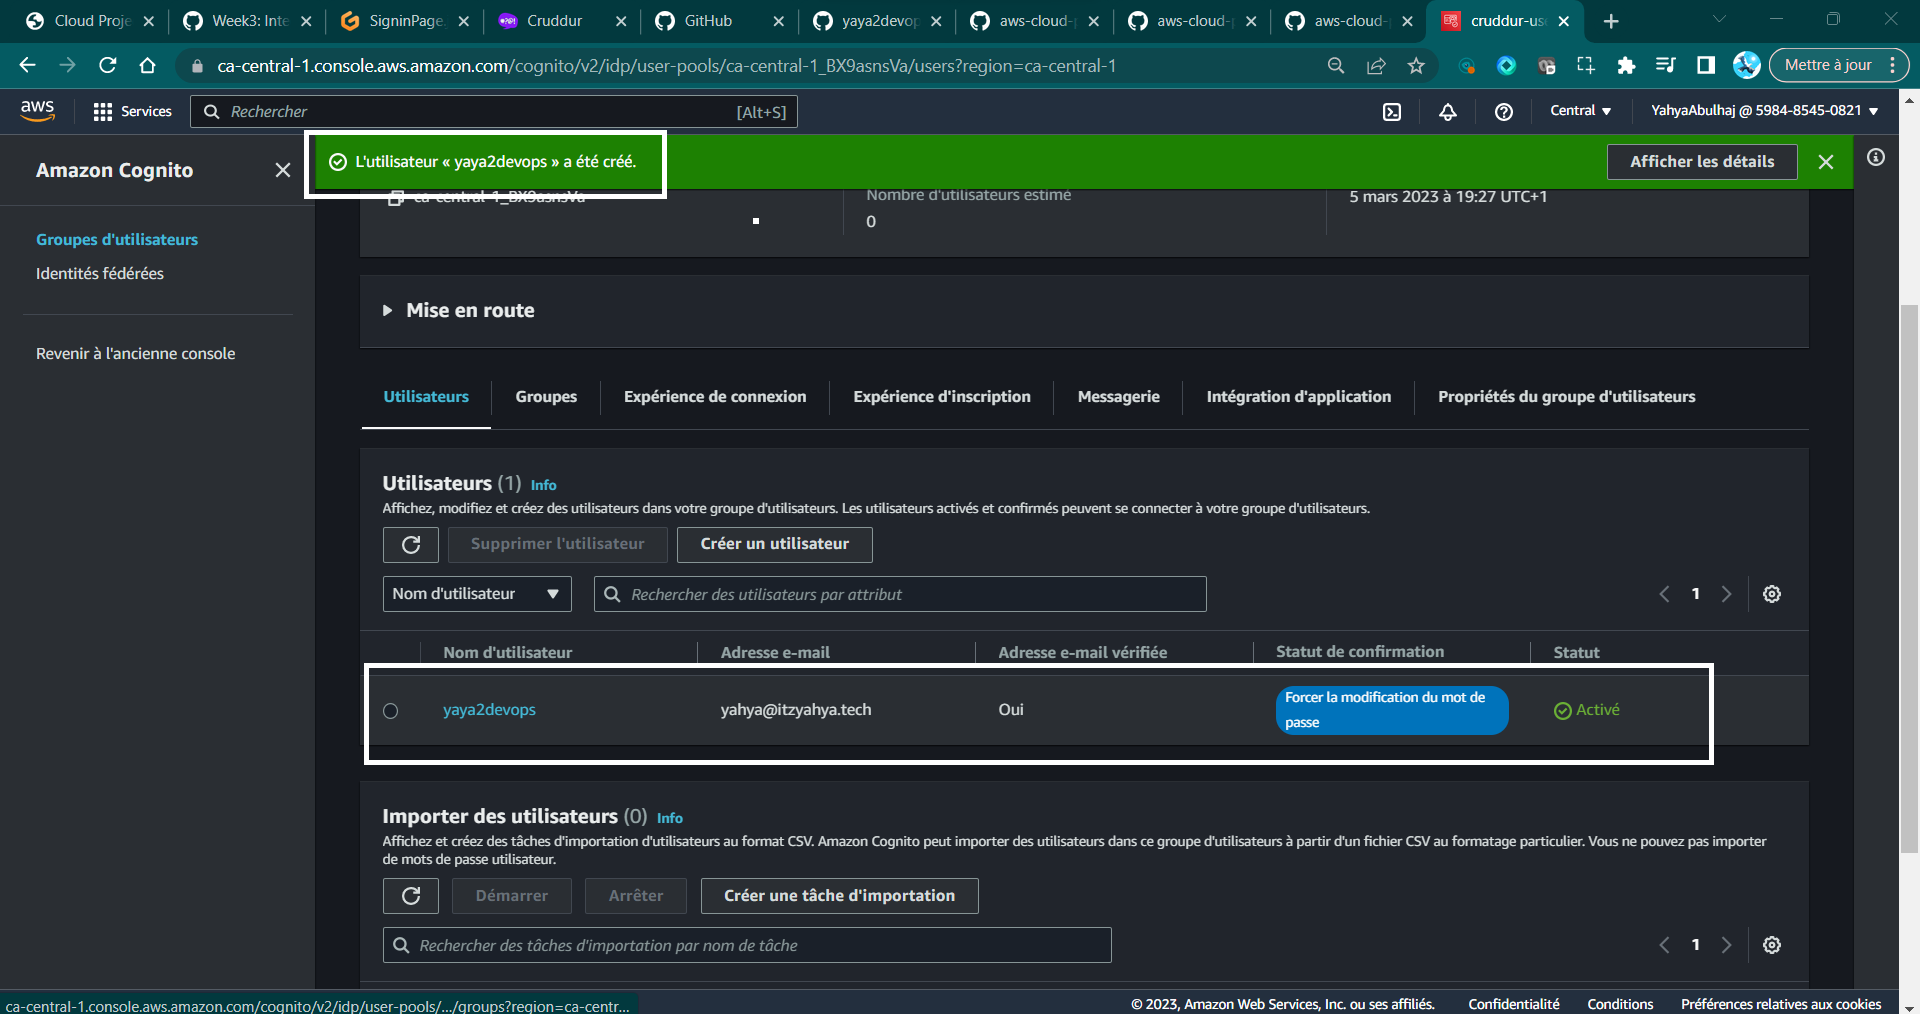 Cloud Proje
Week3: Inte
SigninPage.
Cruddur
GitHub
yaya2devop
aws-cloud-
aws-cloud-
aws-cloud-
cruddur-use
ca-central-1.console.aws.amazon.com/cognito/v2/idp/user-pools/ca-central-1_BX9asnsVa/users?region=ca-central-1
Mettre à jour
aws
Services
Rechercher
[Alt+S]
Central
YahyaAbulhaj @ 5984-8545-0821
Amazon Cognito
L'utilisateur « yaya2devops » a été créé.
Afficher les détails
Groupes d'utilisateurs
Identités fédérées
Revenir à l'ancienne console
ca-central-1_BX9asnsVa
Nombre d'utilisateurs estimé
0
5 mars 2023 à 19:27 UTC+1
Mise en route
Utilisateurs
Groupes
Expérience de connexion
Expérience d'inscription
Messagerie
Intégration d'application
Propriétés du groupe d'utilisateurs
Utilisateurs (1) Info
Affichez, modifiez et créez des utilisateurs dans votre groupe d'utilisateurs. Les utilisateurs activés et confirmés peuvent se connecter à votre groupe d'utilisateurs.
Supprimer l'utilisateur
Créer un utilisateur
Nom d'utilisateur
Rechercher des utilisateurs par attribut
1
Nom d'utilisateur
Adresse e-mail
Adresse e-mail vérifiée
Statut de confirmation
Statut
yaya2devops
yahya@itzyahya.tech
Oui
Forcer la modification du mot de
passe
Activé
Importer des utilisateurs (0) Info
Affichez et créez des tâches d'importation d'utilisateurs au format CSV. Amazon Cognito peut importer des utilisateurs dans ce groupe d'utilisateurs à partir d'un fichier CSV au formatage particulier. Vous ne pouvez pas importer
de mots de passe utilisateur.
Démarrer
Arrêter
Créer une tâche d'importation
Rechercher des tâches d'importation par nom de tâche
1
ca-central-1.console.aws.amazon.com/cognito/v2/idp/user-pools/.../groups?region=ca-centr...
© 2023, Amazon Web Services, Inc. ou ses affiliés.
Confidentialité
Conditions
Préférences relatives aux cookies